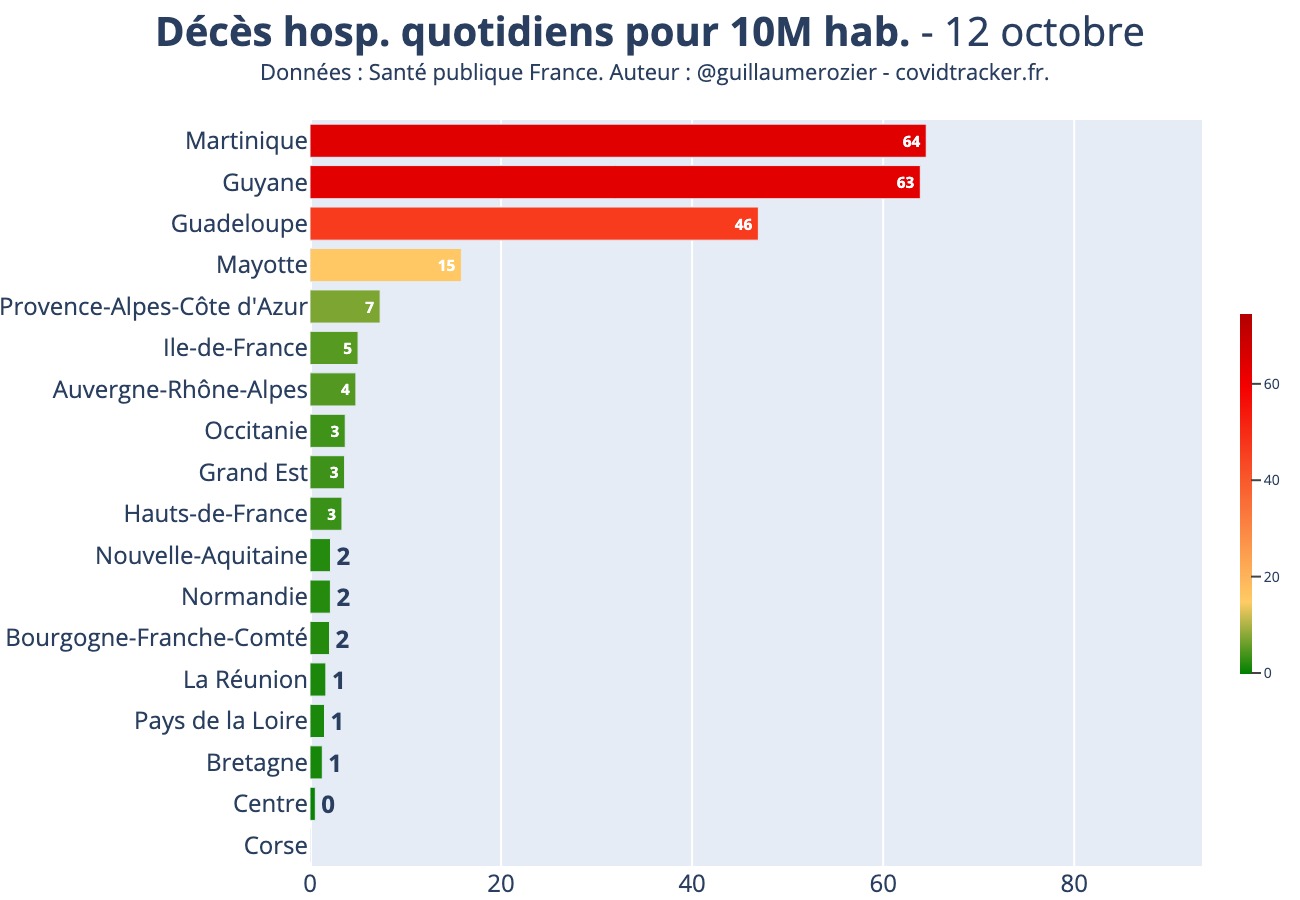 Décès hosp. quotidiens pour 10M hab. - 12 octobre
Données : Santé publique France. Auteur : @guillaumerozier - covidtracker.fr.
Martinique 64
Guyane 63
Guadeloupe 46
Mayotte 15
Provence-Alpes-Côte d'Azur 7
Ile-de-France 5
Auvergne-Rhône-Alpes 4
Occitanie 3
Grand Est 3
Hauts-de-France 3
Nouvelle-Aquitaine 2
Normandie 2
Bourgogne-Franche-Comté 2
La Réunion 1
Pays de la Loire 1
Bretagne 1
Centre 0
Corse
0 20 40 60 80
60
40
20
0